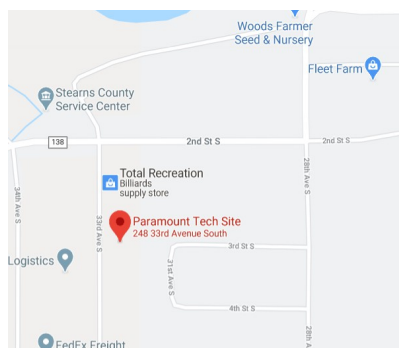 Woods Farmer
Seed & Nursery
Fleet Farm
Stearns County
Service Center
138
2nd St S
2nd St S
Total Recreation
Billiards
supply store
28th Ave S
34th Ave S
33rd Ave S
Paramount Tech Site
248 33rd Avenue South
3rd St S
Logistics
31st Ave S
4th St S
28th A
FedEx Freight